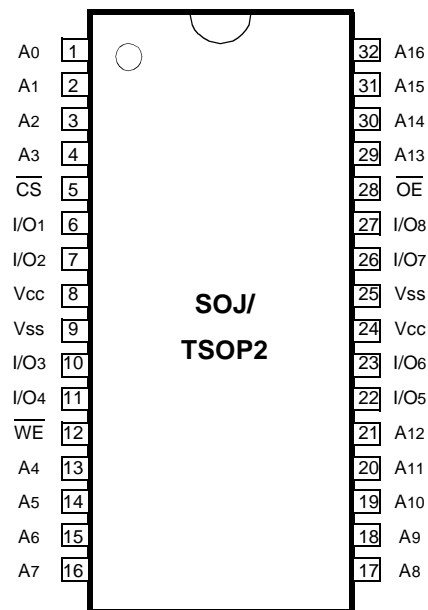 A0 1 32 A16
A1 2 31 A15
A2 3 30 A14
A3 4 29 A13
CS 5 28 OE
I/O1 6 27 I/O8
I/O2 7 26 I/O7
Vcc 8 25 Vss
Vss 9 24 Vcc
I/O3 10 23 I/O6
I/O4 11 22 I/O5
WE 12 21 A12
A4 13 20 A11
A5 14 19 A10
A6 15 18 A9
A7 16 17 A8
SOJ/
TSOP2